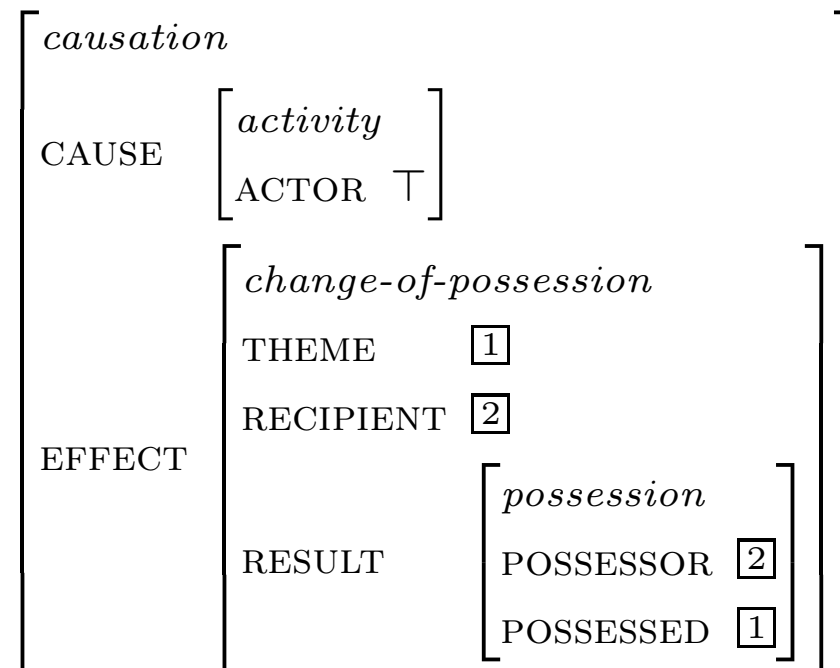 causation
activity
CAUSE
ACTOR ⊤
change-of-possession
THEME 1
RECIPIENT 2
EFFECT
possession
RESULT
POSSESSOR 2
POSSESSED 1